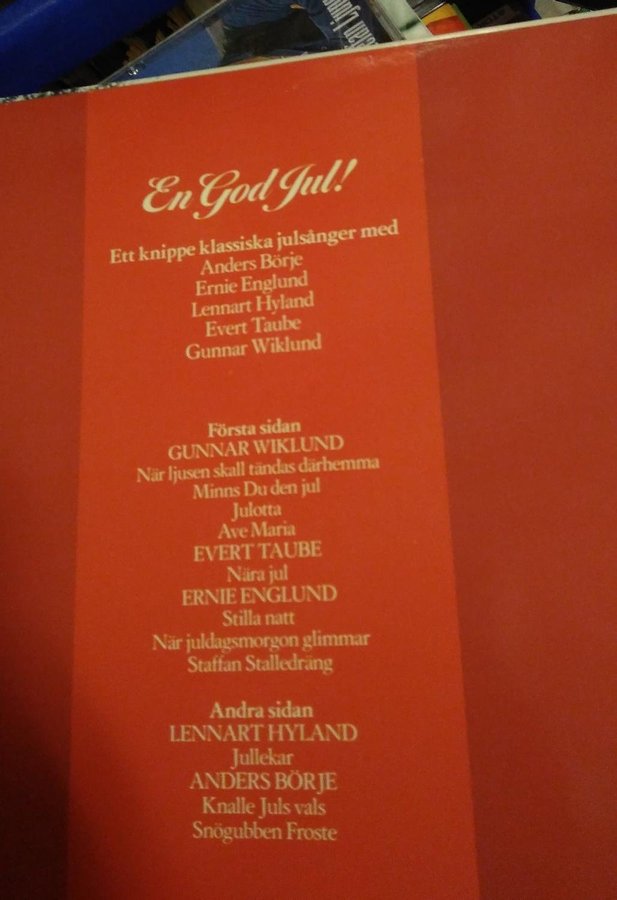 En God Jul!
Ett knippe klassiska julsånger med
Anders Börje
Ernie Englund
Lennart Hyland
Evert Taube
Gunnar Wiklund
Första sidan
GUNNAR WIKLUND
När ljusen skall tändas därhemma
Minns Du den jul
Julotta
Ave Maria
EVERT TAUBE
Nära jul
ERNIE ENGLUND
Stilla natt
När juldagsmorgon glimmar
Staffan Stalledräng
Andra sidan
LENNART HYLAND
Jullekar
ANDERS BÖRJE
Knalle Juls vals
Snögubben Froste